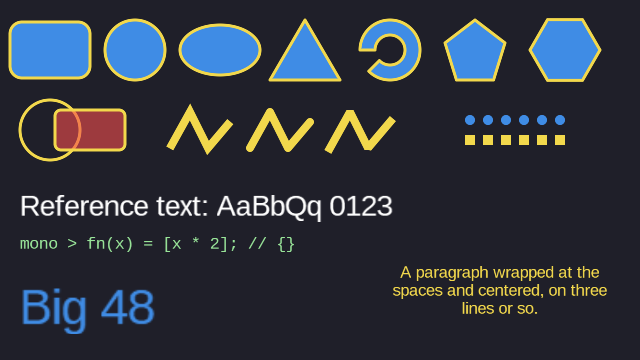 Reference text: AaBbQq 0123
mono > fn(x) = [x * 2]; // {}
A paragraph wrapped at the
spaces and centered, on three
lines or so.
Big 48